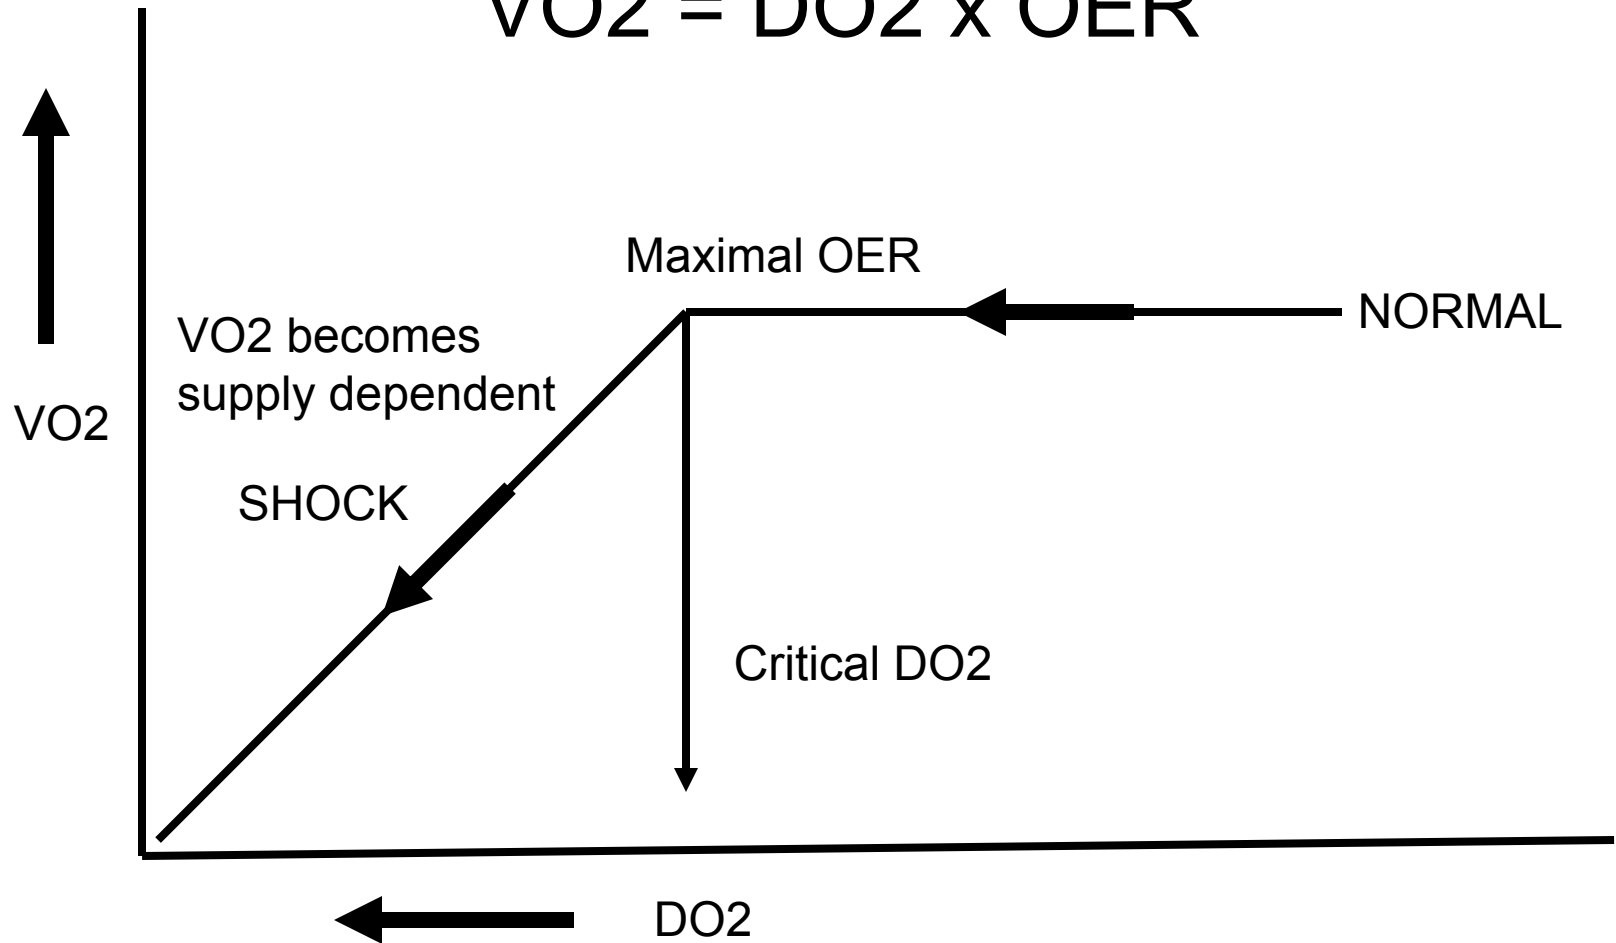 VO2 = DO2 x OER
Maximal OER
NORMAL
VO2 becomes
supply dependent
VO2
SHOCK
Critical DO2
DO2